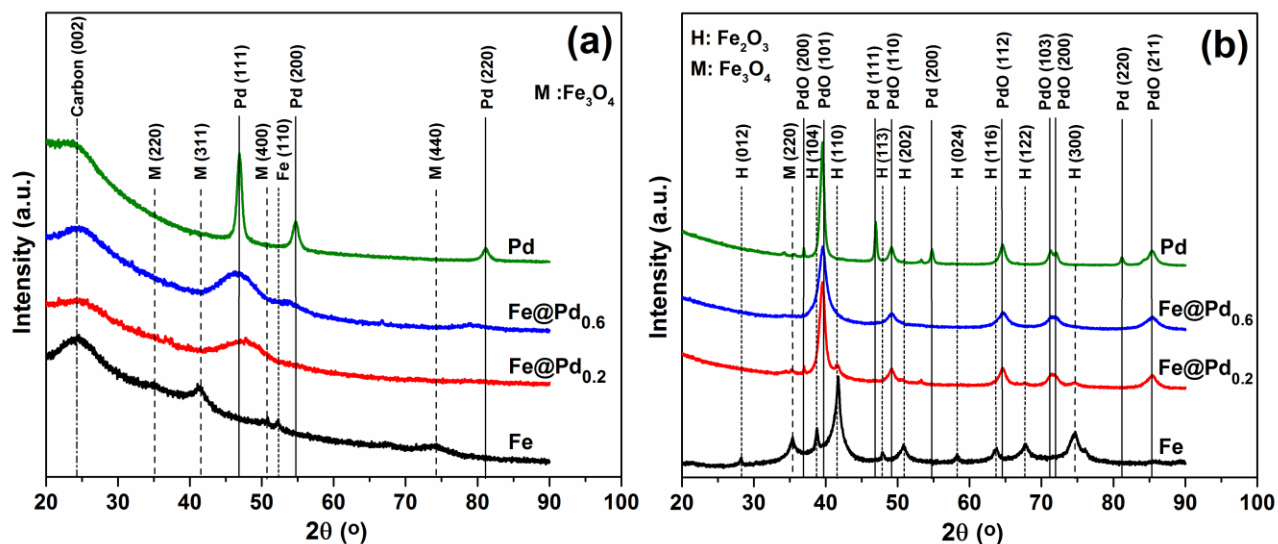 (a)
M :Fe₃O₄
Carbon (002)
M (220)
M (311)
Pd (111)
M (400)
Fe (110)
Pd (200)
M (440)
Pd (220)
Pd
Fe@Pd₀.₆
Fe@Pd₀.₂
Fe
Intensity (a.u.)
20 30 40 50 60 70 80 90 100
2θ (º)
(b)
H: Fe₂O₃
M: Fe₃O₄
PdO (200)
PdO (101)
Pd (111)
PdO (110)
Pd (200)
PdO (112)
PdO (103)
PdO (200)
Pd (220)
PdO (211)
H (012)
M (220)
H (104)
H (110)
H (113)
H (202)
H (024)
H (116)
H (122)
H (300)
Pd
Fe@Pd₀.₆
Fe@Pd₀.₂
Fe
Intensity (a.u.)
20 30 40 50 60 70 80 90 100
2θ (º)